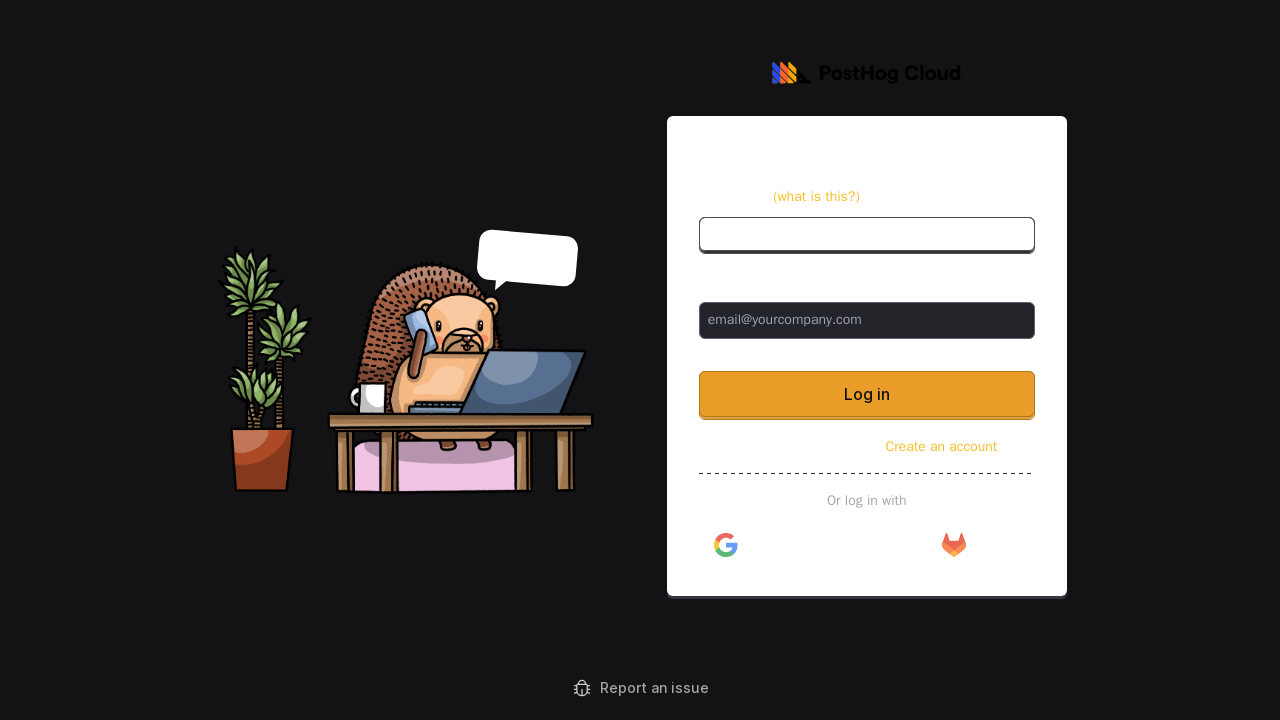 PostHog Cloud
(what is this?)
email@yourcompany.com
Log in
Create an account
Or log in with
Report an issue